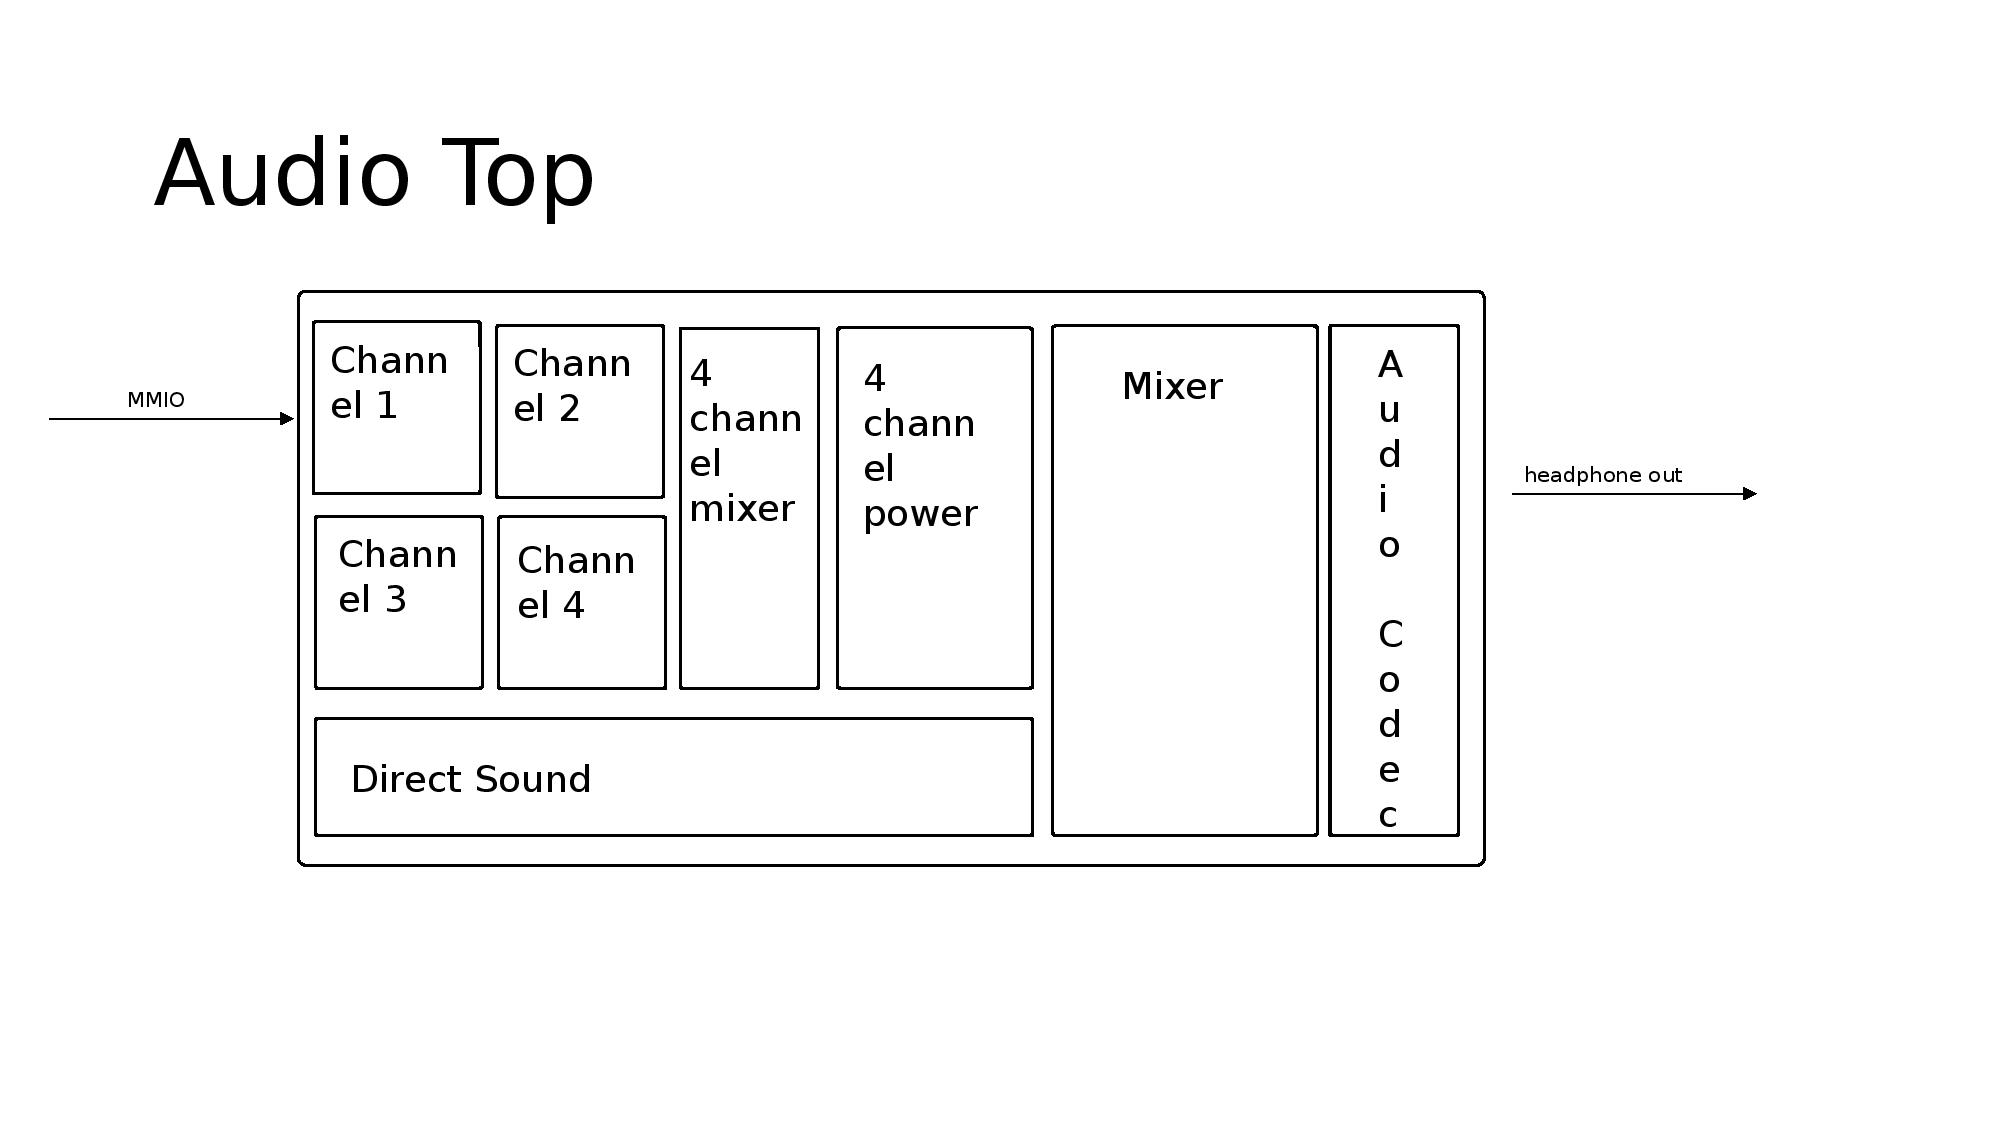 Audio Top
MMIO
Chann
el 1
Chann
el 2
Chann
el 3
Chann
el 4
4
chann
el
mixer
4
chann
el
power
Direct Sound
Mixer
A
u
d
i
o
C
o
d
e
c
headphone out